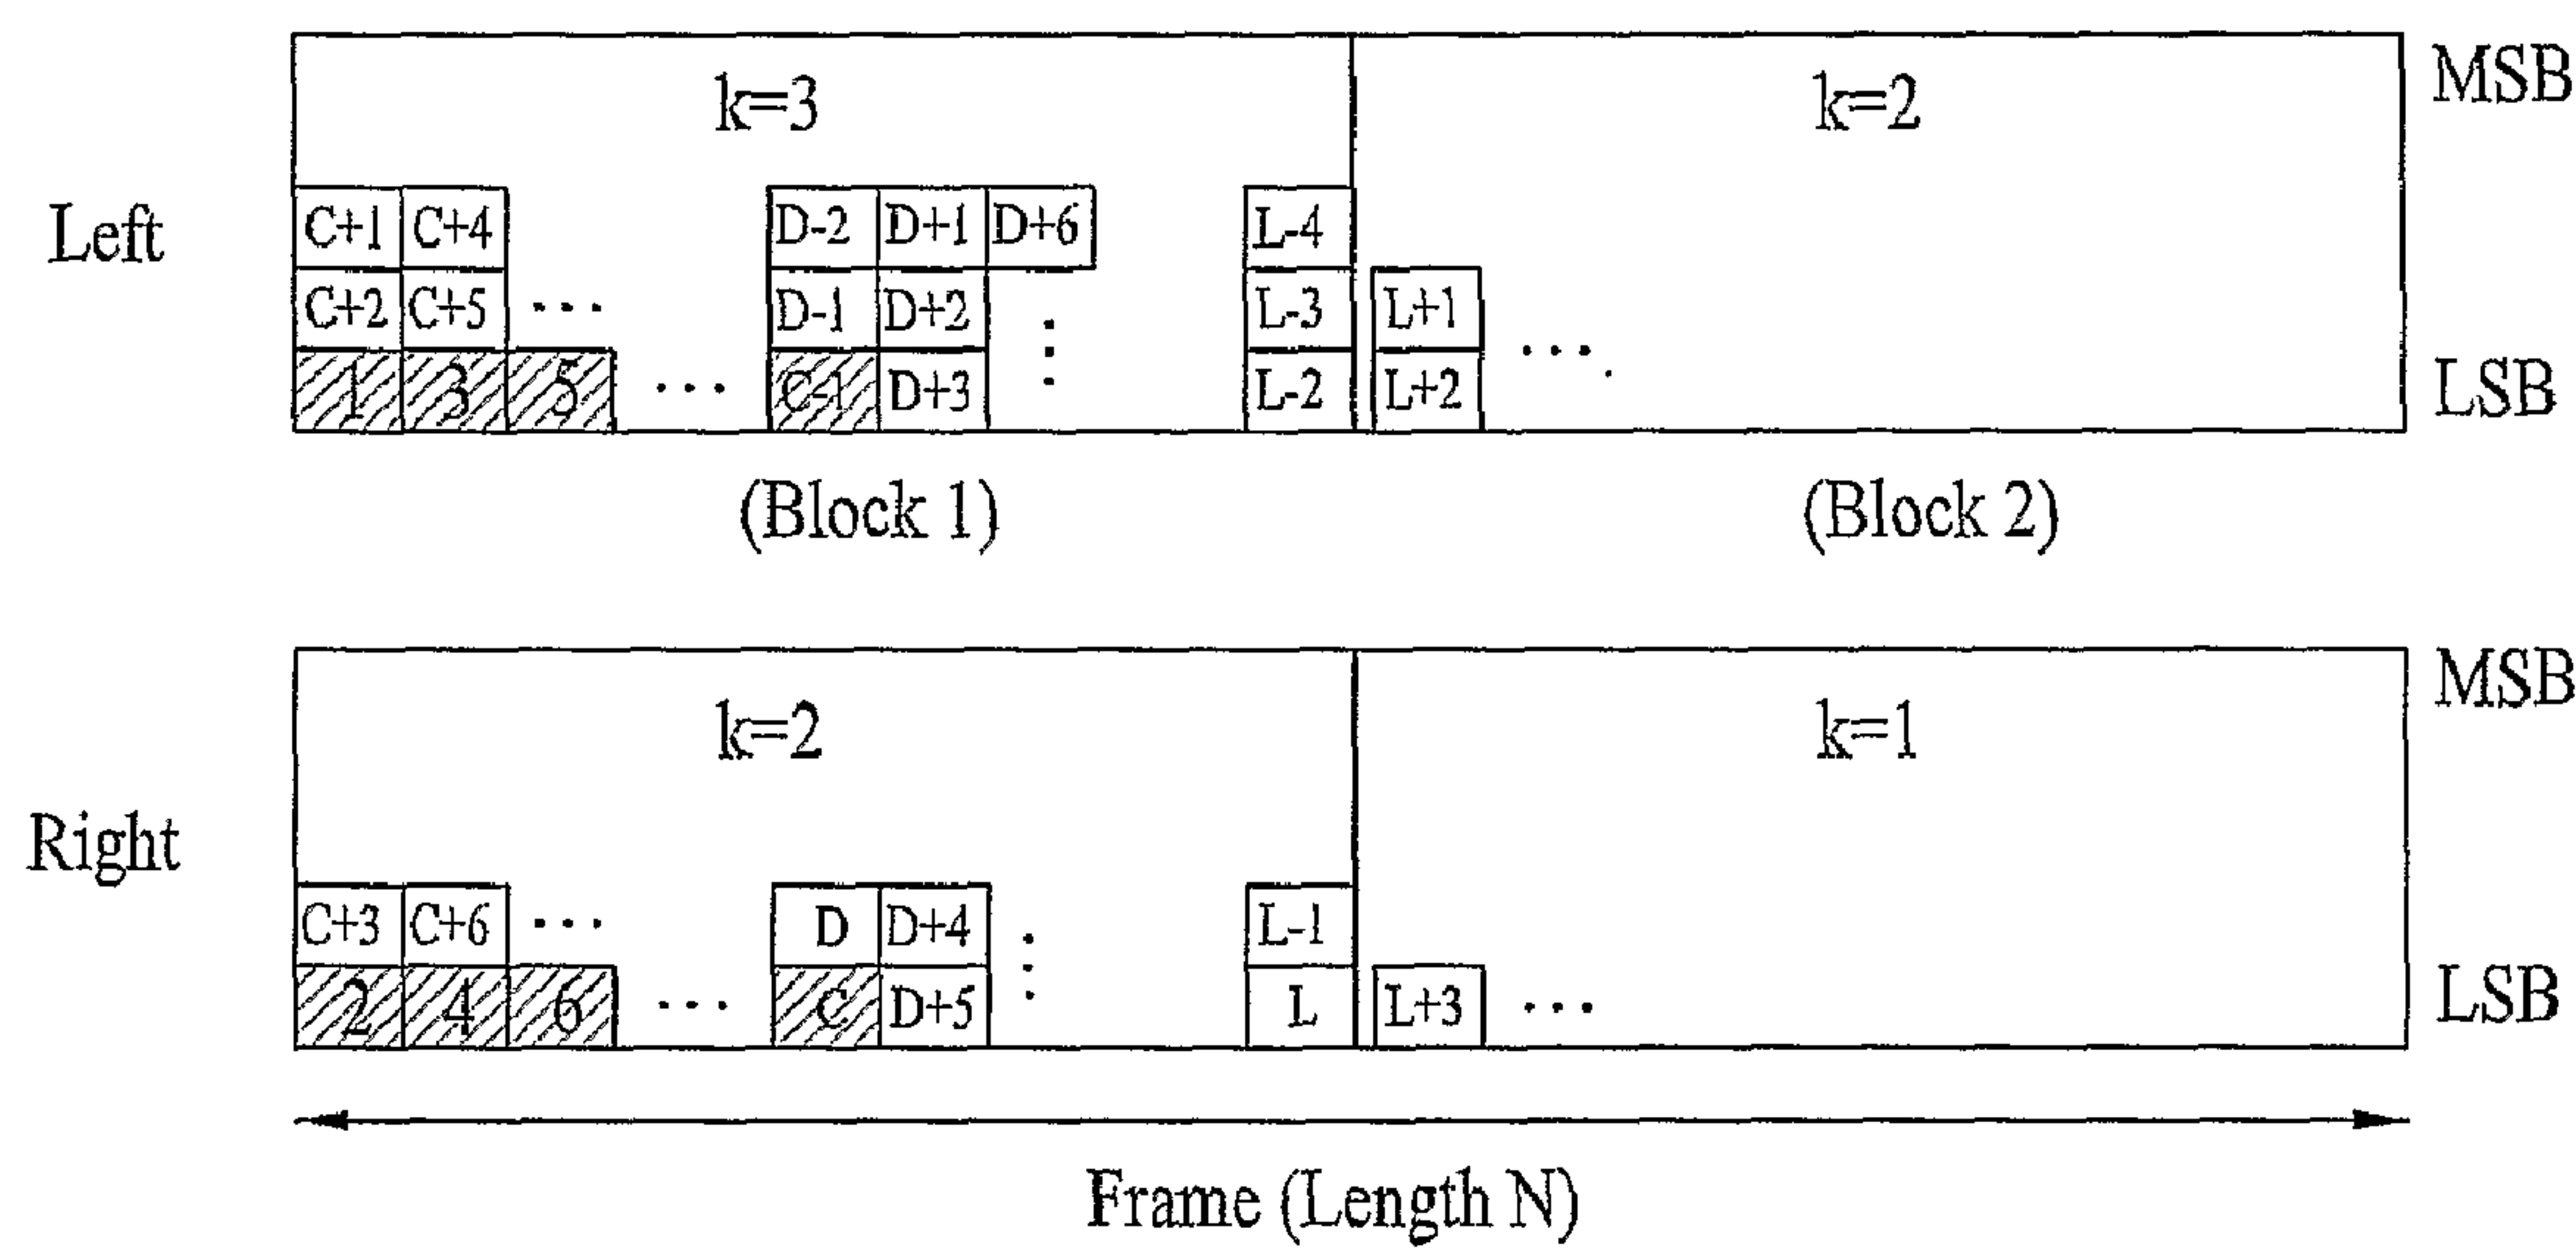 k=3 k=2 MSB
Left
C+1 C+4 D-2 D+1 D+6 L-4
C+2 C+5 ... D-1 D+2 L-3 L+1 ...
1 3 5 ... C-1 D+3 L-2 L+2 LSB
(Block 1) (Block 2)
k=2 k=1 MSB
Right
C+3 C+6 ... D D+4 L-1
2 4 6 ... C D+5 L L+3 ... LSB
Frame (Length N)